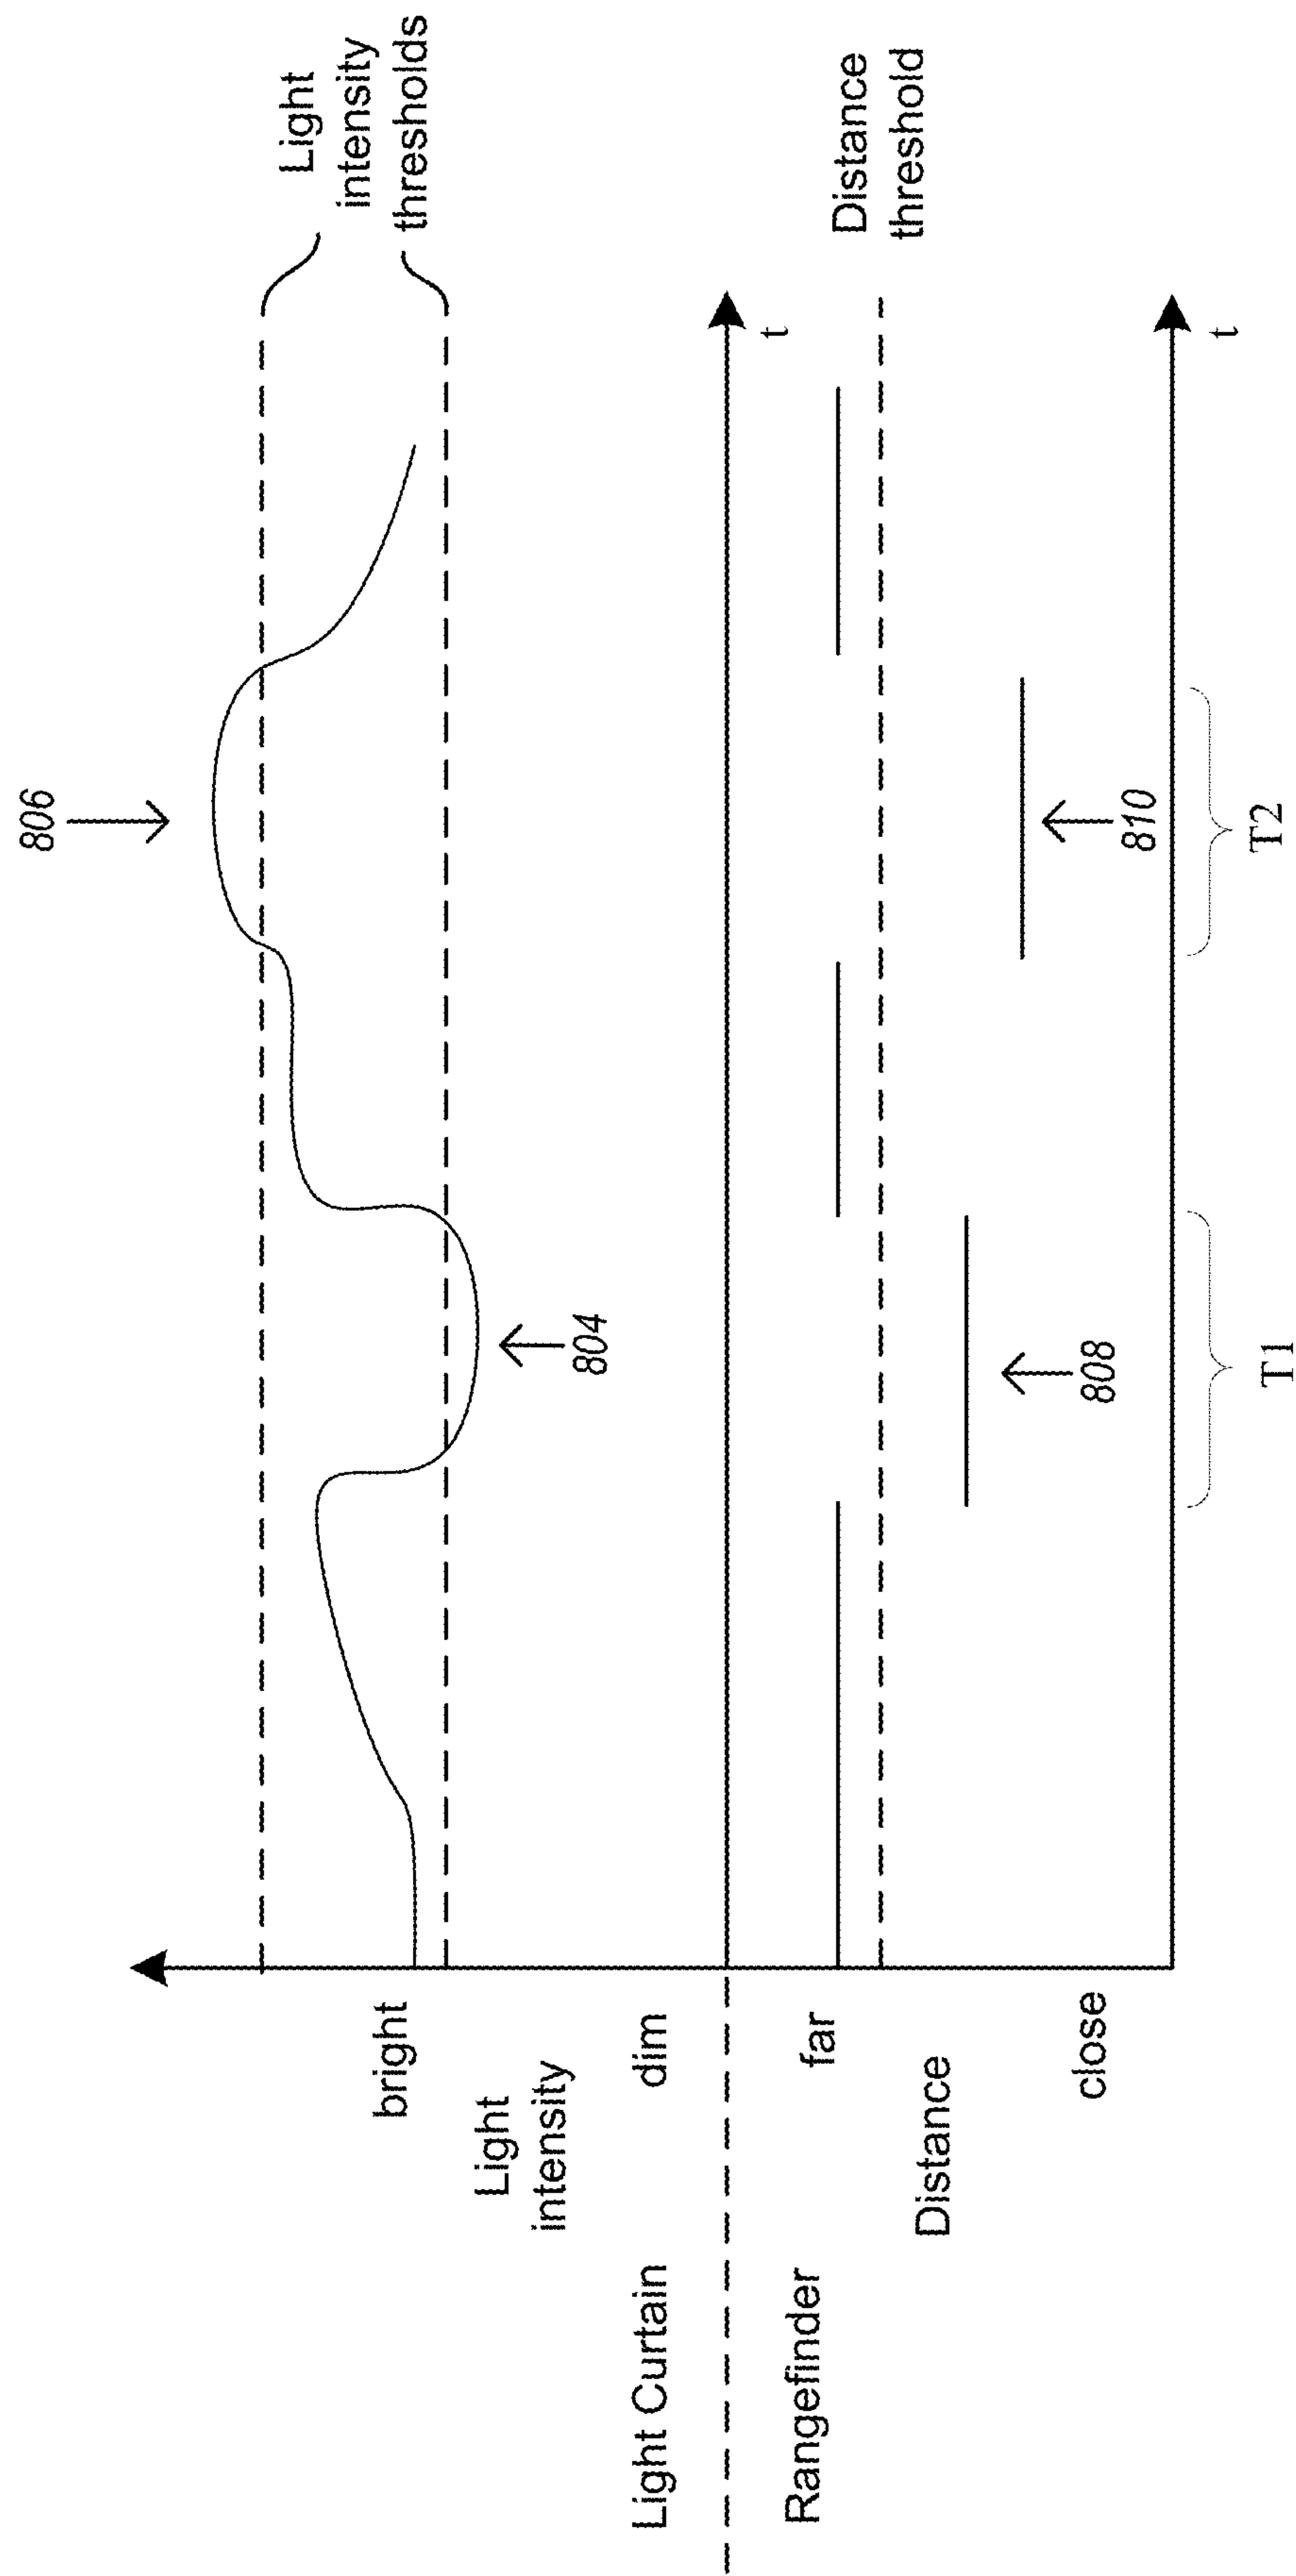 806
Light
intensity
thresholds
bright
Light
intensity
804
dim
Light Curtain
t
Rangefinder
far
Distance
threshold
Distance
808
810
close
t
T1
T2